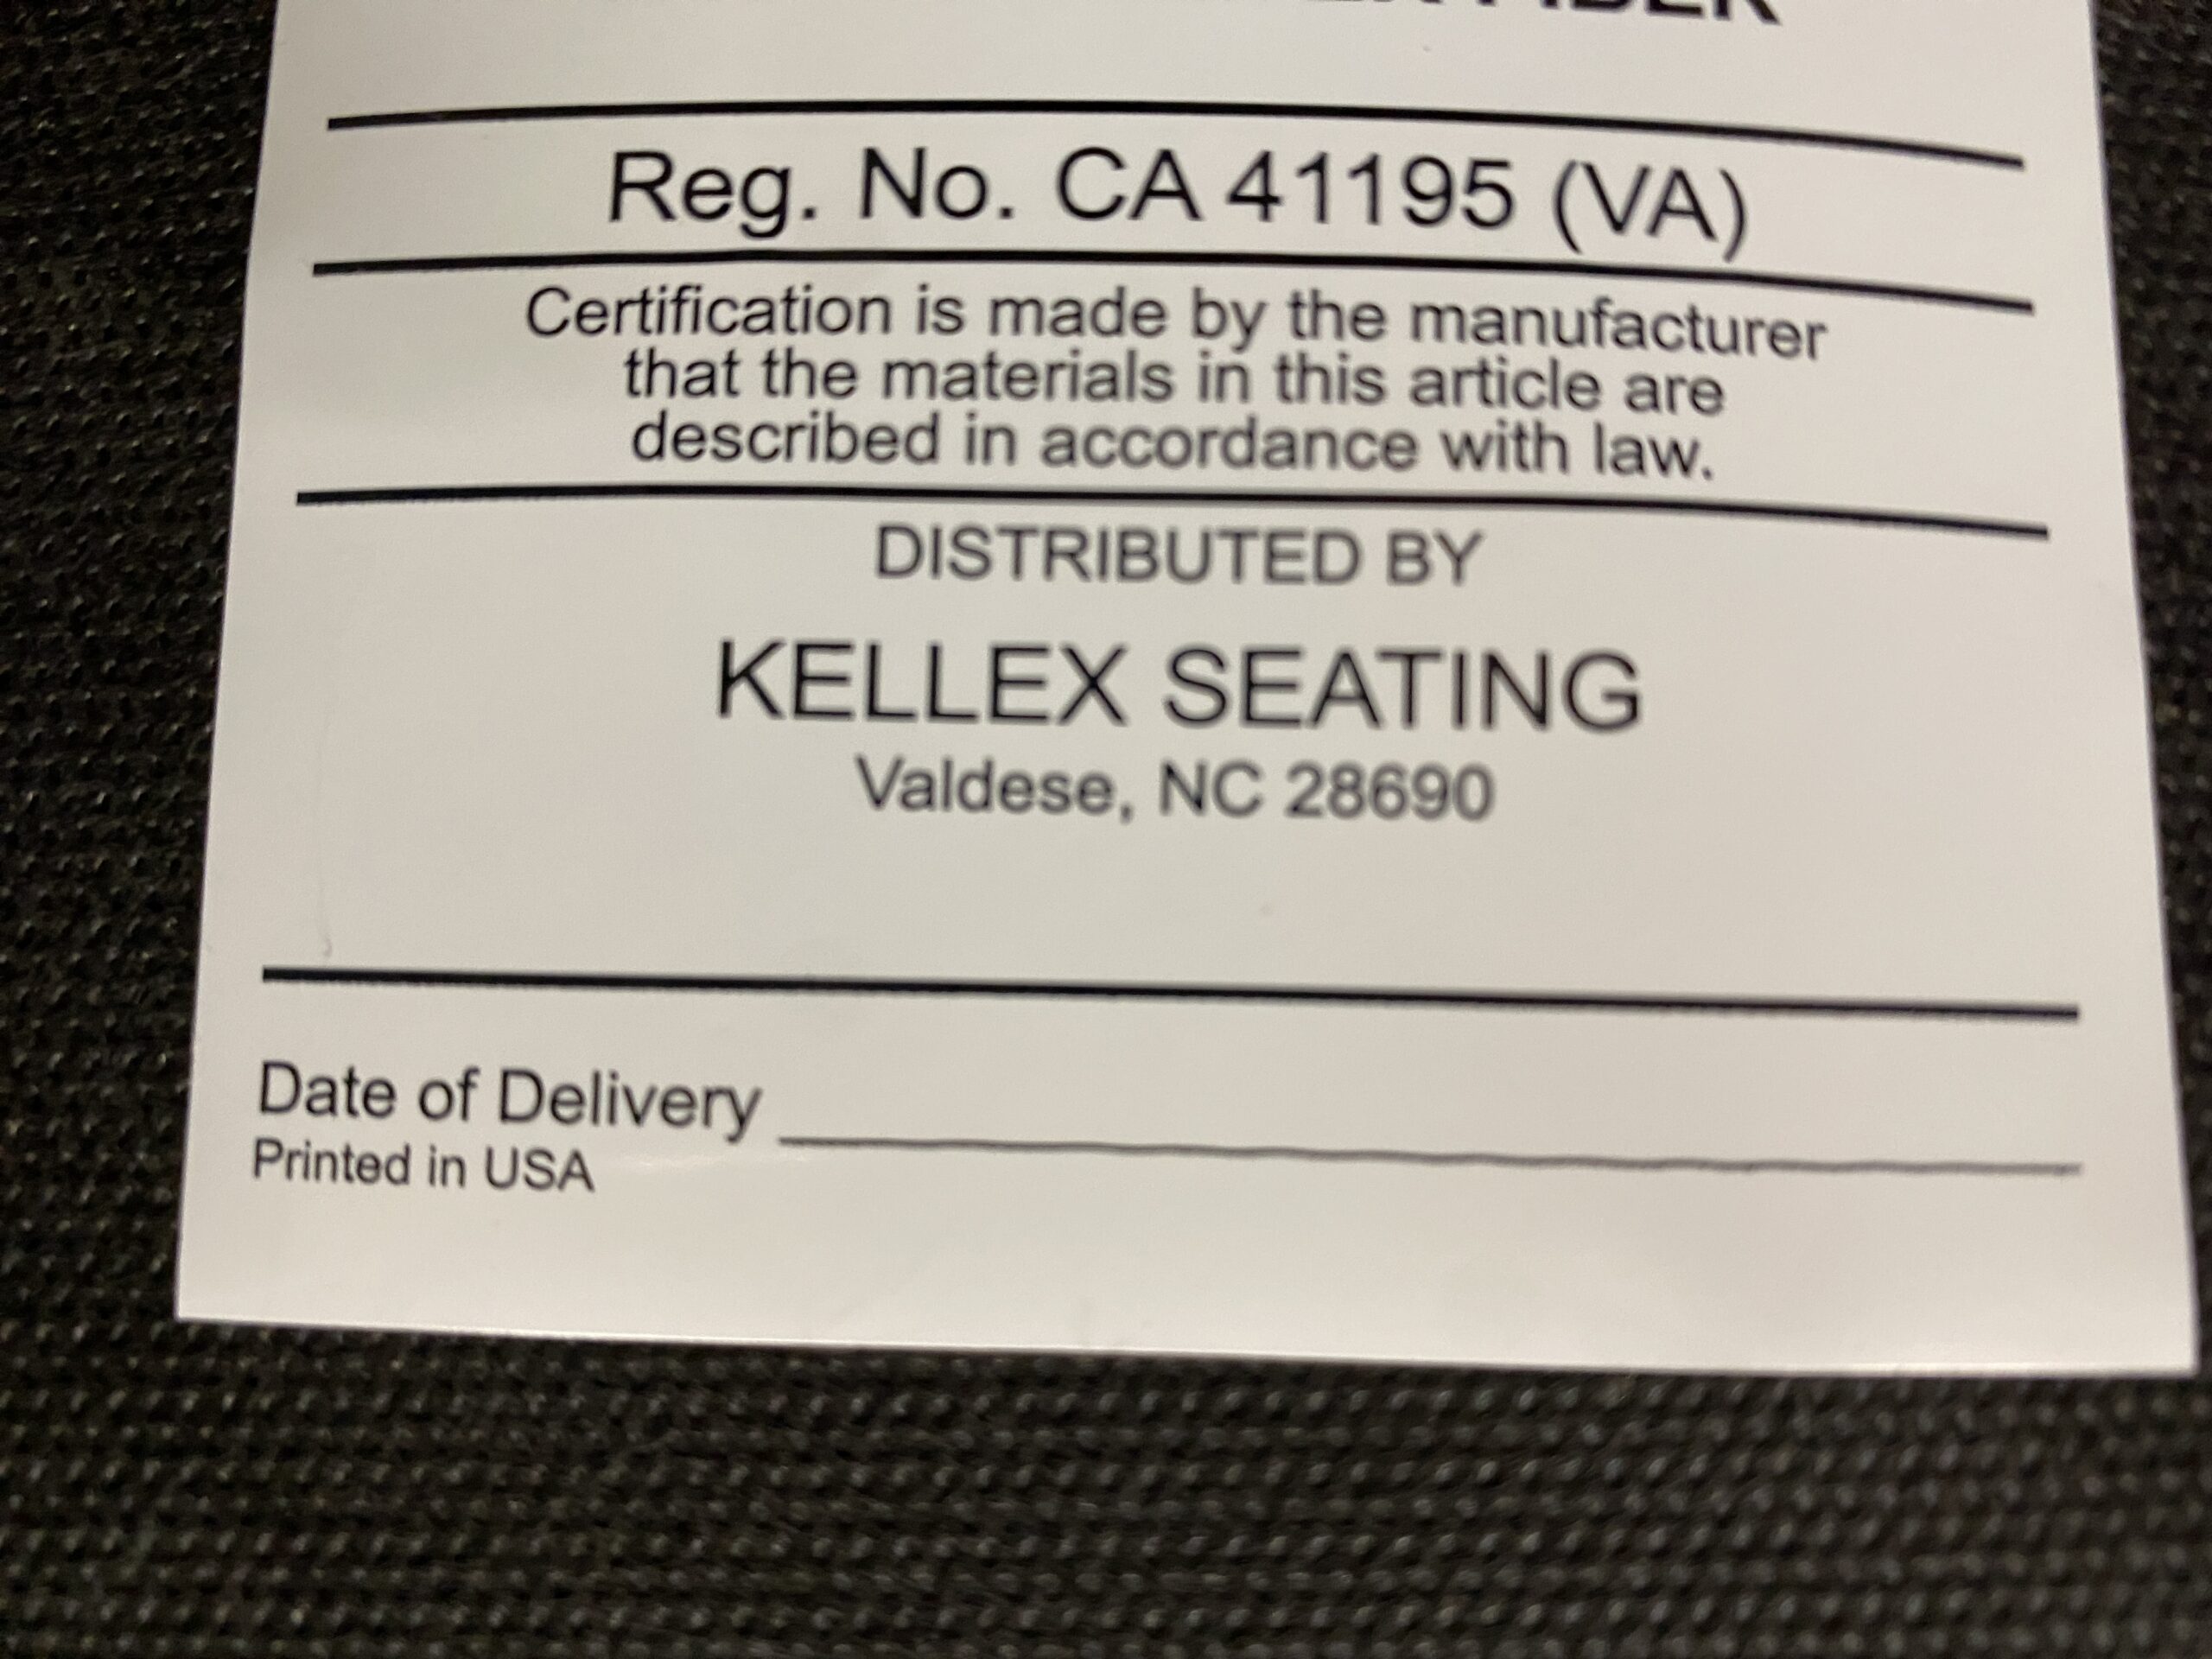 FIBER
Reg. No. CA 41195 (VA)
Certification is made by the manufacturer
that the materials in this article are
described in accordance with law.
DISTRIBUTED BY
KELLEX SEATING
Valdese, NC 28690
Date of Delivery
Printed in USA